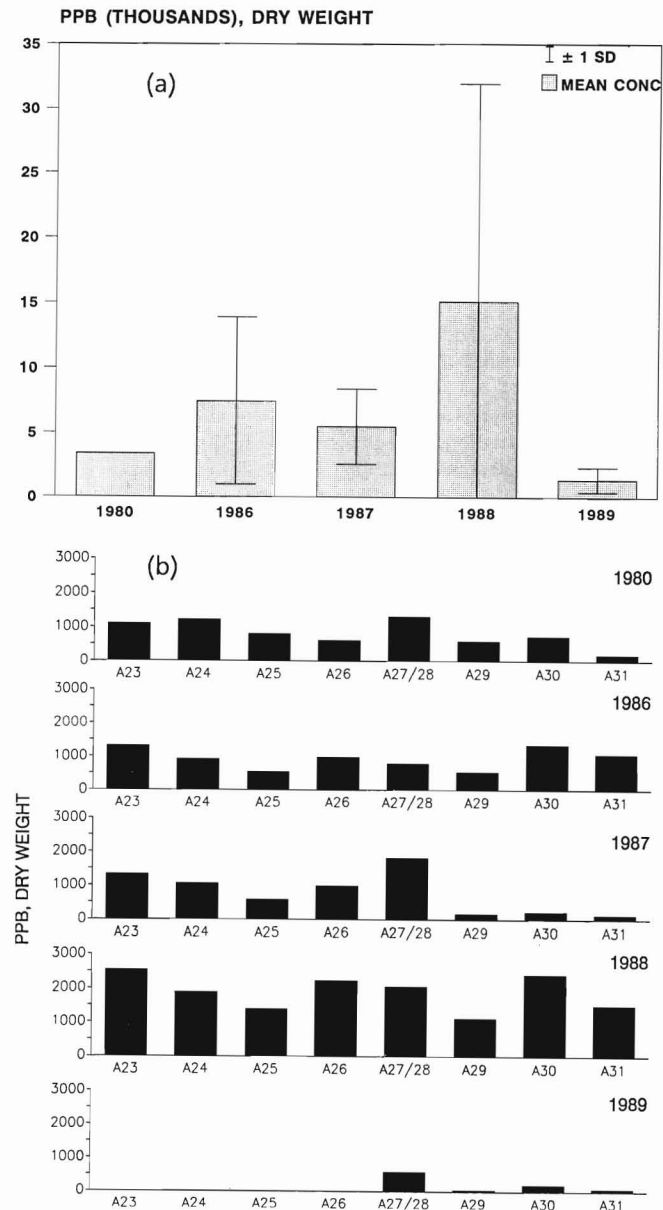 PPB (THOUSANDS), DRY WEIGHT
35
(a)
± 1 SD
MEAN CONC
30
25
20
15
10
5
0
1980 1986 1987 1988 1989
3000
(b)
1980
2000
1000
0
A23 A24 A25 A26 A27/28 A29 A30 A31
3000
1986
2000
1000
0
A23 A24 A25 A26 A27/28 A29 A30 A31
PPB, DRY WEIGHT
3000
1987
2000
1000
0
A23 A24 A25 A26 A27/28 A29 A30 A31
3000
1988
2000
1000
0
A23 A24 A25 A26 A27/28 A29 A30 A31
3000
1989
2000
1000
0
A23 A24 A25 A26 A27/28 A29 A30 A31